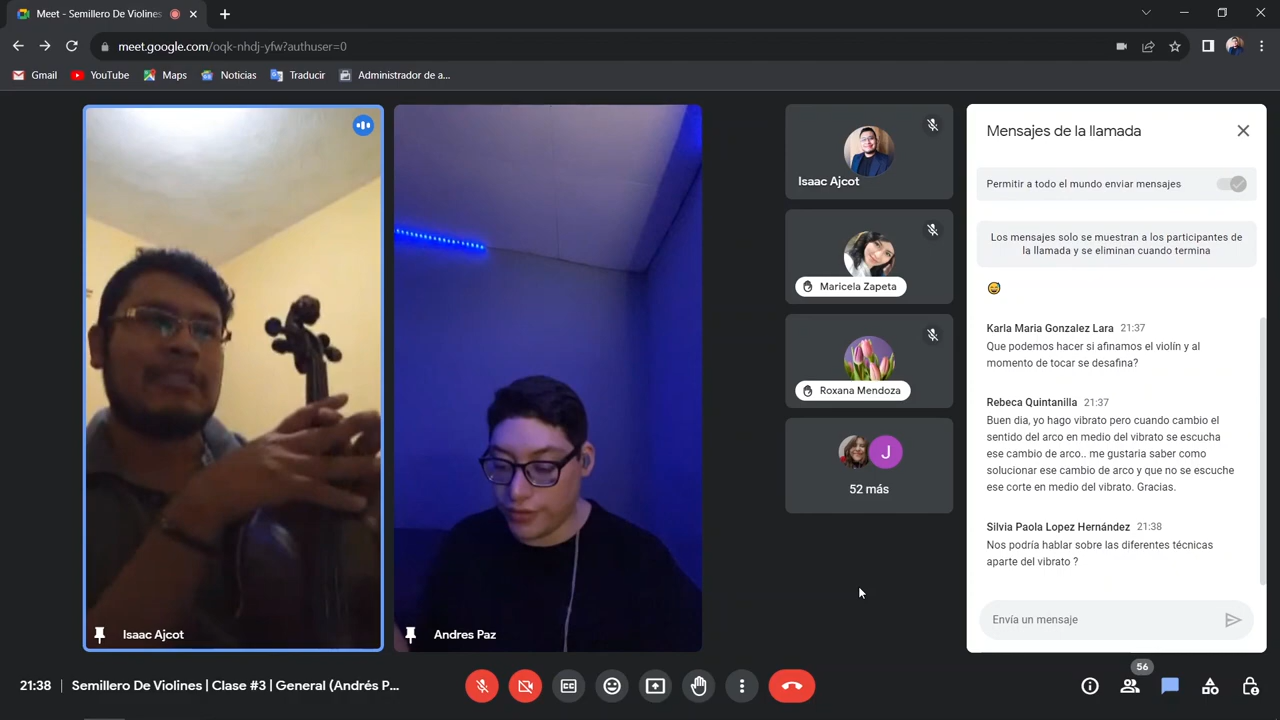 Meet - Semillero De Violines
meet.google.com/oqk-nhdj-yfw?authuser=0
Gmail
YouTube
Maps
Noticias
Traducir
Administrador de a...
Isaac Ajcot
Andres Paz
Isaac Ajcot
Maricela Zapeta
Roxana Mendoza
J
52 más
Mensajes de la llamada
Permitir a todo el mundo enviar mensajes
Los mensajes solo se muestran a los participantes de
la llamada y se eliminan cuando termina
Karla Maria Gonzalez Lara 21:37
Que podemos hacer si afinamos el violín y al
momento de tocar se desafina?
Rebeca Quintanilla 21:37
Buen dia, yo hago vibrato pero cuando cambio el
sentido del arco en medio del vibrato se escucha
ese cambio de arco.. me gustaria saber como
solucionar ese cambio de arco y que no se escuche
ese corte en medio del vibrato. Gracias.
Silvia Paola Lopez Hernández 21:38
Nos podría hablar sobre las diferentes técnicas
aparte del vibrato ?
Envía un mensaje
21:38 | Semillero De Violines | Clase #3 | General (Andrés P...
56